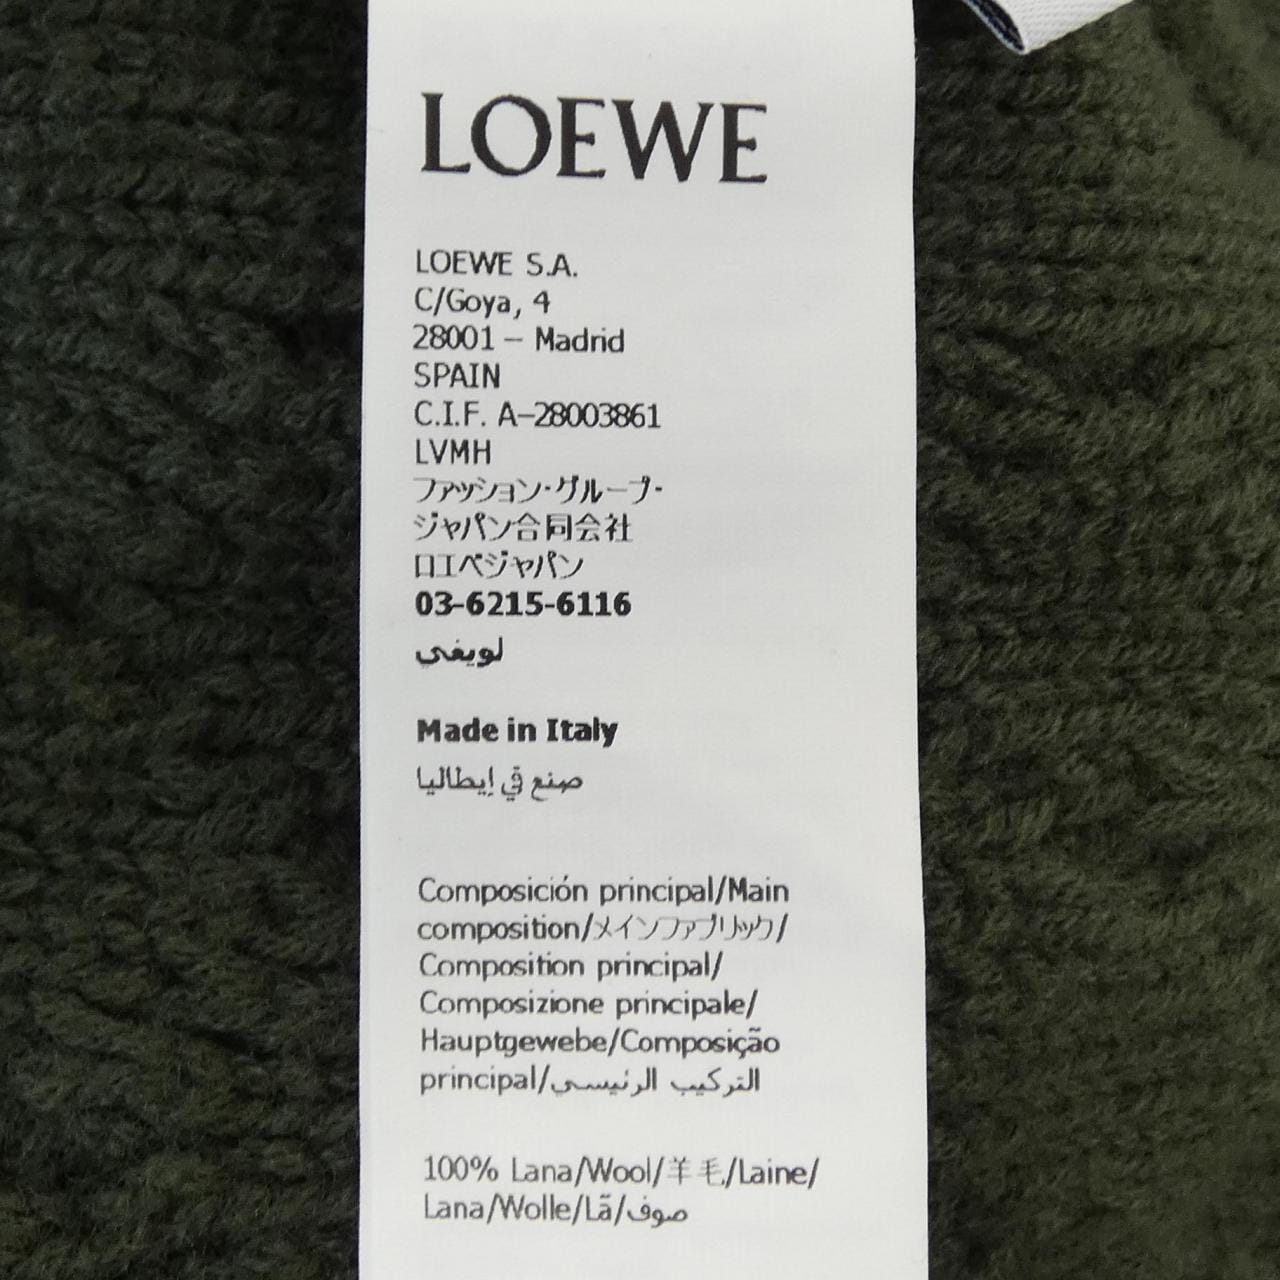 LOEWE
LOEWE S.A.
C/Goya, 4
28001 – Madrid
SPAIN
C.I.F. A–28003861
LVMH
ファッション・グループ・
ジャパン合同会社
ロエベジャパン
03-6215-6116
لويفي
Made in Italy
صنع في إيطاليا
Composición principal/Main
composition/メインファブリック/
Composition principal/
Composizione principale/
Hauptgewebe/Composição
principal/التركيب الرئيسي
100% Lana/Wool/羊毛/Laine/
Lana/Wolle/Lã/صوف